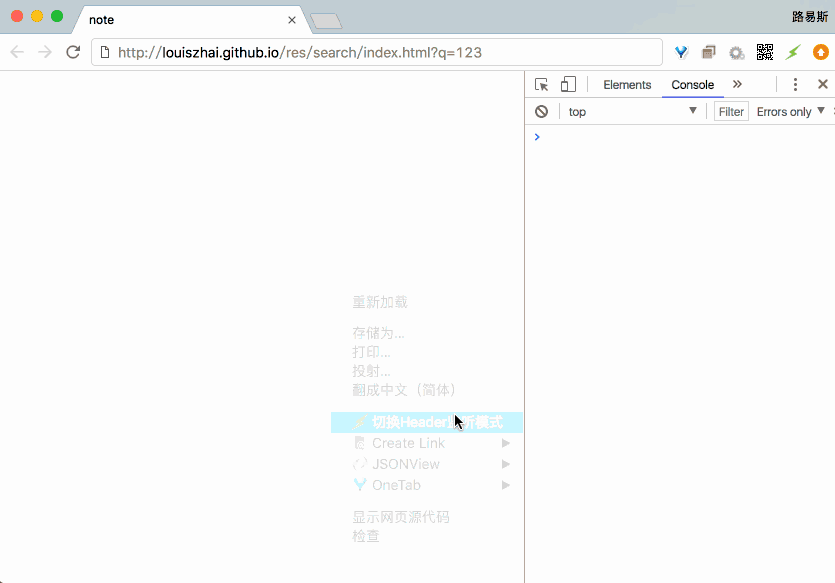 note
路易斯
http://louiszhai.github.io/res/search/index.html?q=123
Elements Console
top Filter Errors only
重新加载
存储为...
打印...
投射...
翻成中文（简体）
切换Header 听模式
Create Link
JSONView
OneTab
显示网页源代码
检查